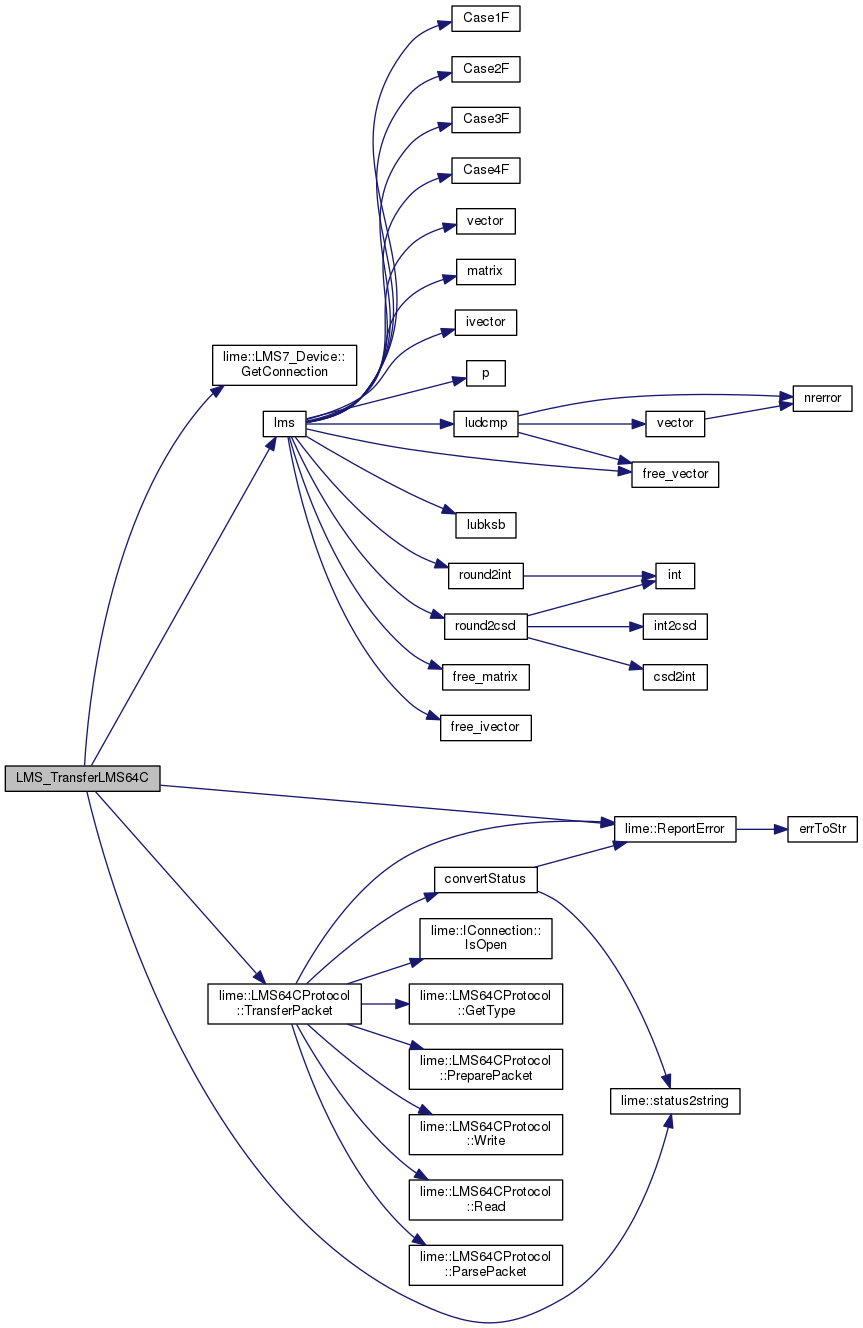 Case1F
Case2F
Case3F
Case4F
vector
matrix
ivector
lime::LMS7_Device::
GetConnection
p
nrerror
lms
ludcmp
vector
free_vector
lubksb
round2int
int
round2csd
int2csd
free_matrix
csd2int
free_ivector
LMS_TransferLMS64C
lime::ReportError
errToStr
convertStatus
lime::IConnection::
IsOpen
lime::LMS64CProtocol
::TransferPacket
lime::LMS64CProtocol
::GetType
lime::LMS64CProtocol
::PreparePacket
lime::status2string
lime::LMS64CProtocol
::Write
lime::LMS64CProtocol
::Read
lime::LMS64CProtocol
::ParsePacket